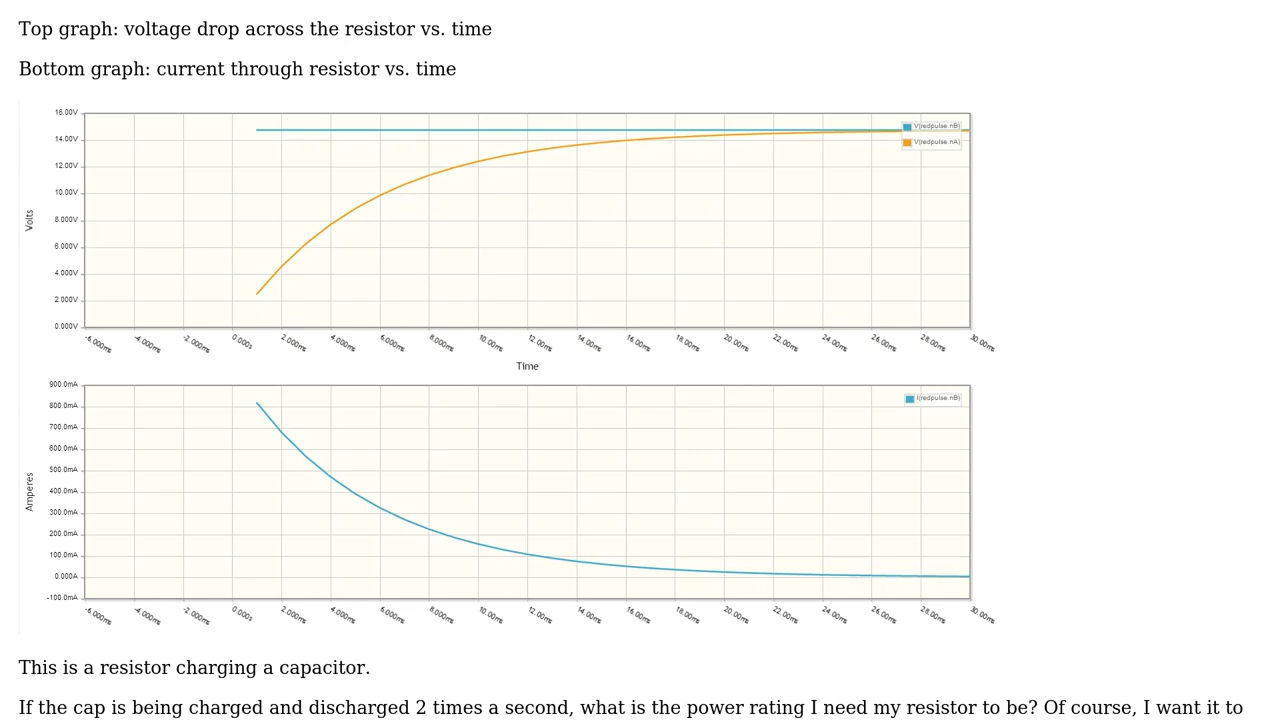 Top graph: voltage drop across the resistor vs. time
Bottom graph: current through resistor vs. time
16.00V
14.00V
12.00V
10.00V
8.000V
6.000V
4.000V
2.000V
0.000V
Volts
V(redpulse.nB)
V(redpulse.nA)
-6.000ms -4.000ms -2.000ms 0.000s 2.000ms 4.000ms 6.000ms 8.000ms 10.00ms 12.00ms 14.00ms 16.00ms 18.00ms 20.00ms 22.00ms 24.00ms 26.00ms 28.00ms 30.00ms
Time
900.0mA
800.0mA
700.0mA
600.0mA
500.0mA
400.0mA
300.0mA
200.0mA
100.0mA
0.000A
-100.0mA
Amperes
I(redpulse.nB)
-6.000ms -4.000ms -2.000ms 0.000s 2.000ms 4.000ms 6.000ms 8.000ms 10.00ms 12.00ms 14.00ms 16.00ms 18.00ms 20.00ms 22.00ms 24.00ms 26.00ms 28.00ms 30.00ms
This is a resistor charging a capacitor.
If the cap is being charged and discharged 2 times a second, what is the power rating I need my resistor to be? Of course, I want it to